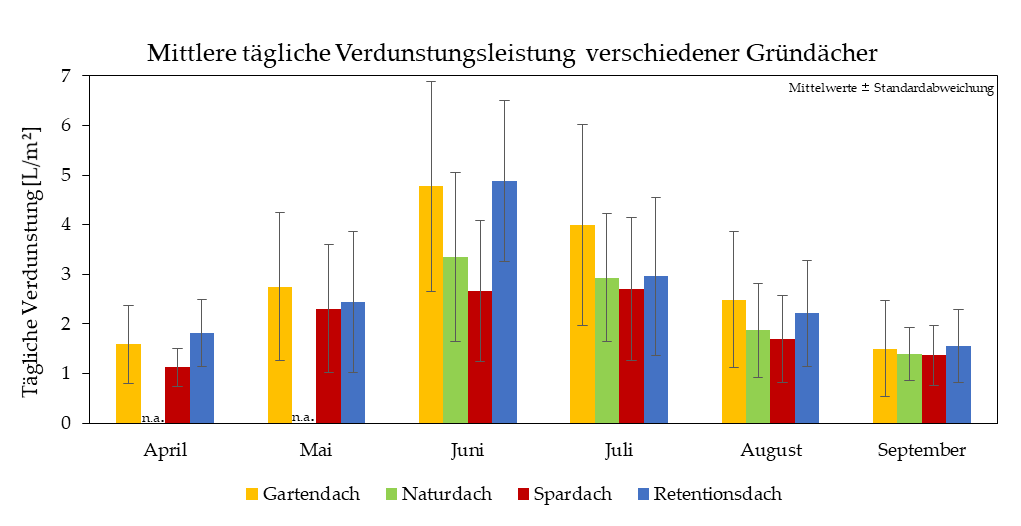 Mittlere tägliche Verdunstungsleistung verschiedener Gründächer
Mittelwerte ± Standardabweichung
Tägliche Verdunstung [L/m²]
7
6
5
4
3
2
1
0
n.a.
n.a.
April Mai Juni Juli August September
Gartendach Naturdach Spardach Retentionsdach